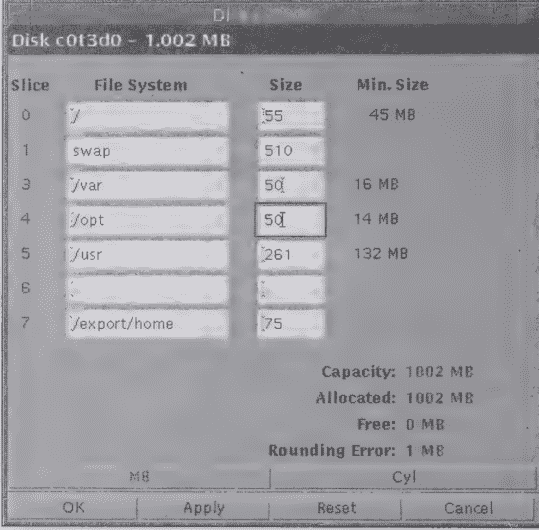 Disk c0t3d0 - 1.002 MB
Slice File System Size Min. Size
0 / 55 45 MB
1 swap 510
3 /var 50 16 MB
4 /opt 50 14 MB
5 /usr 261 132 MB
6
7 /export/home 75
Capacity: 1002 MB
Allocated: 1002 MB
Free: 0 MB
Rounding Error: 1 MB
MB Cyl
OK Apply Reset Cancel